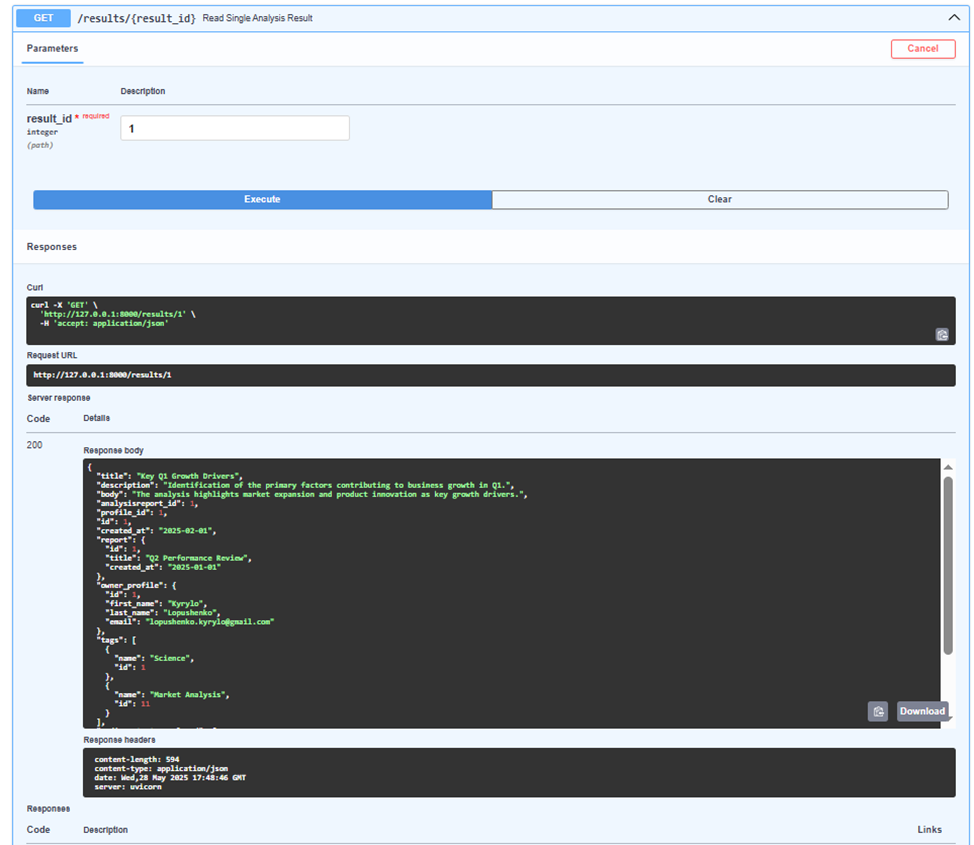 GET /results/{result_id} Read Single Analysis Result
Parameters
Cancel
Name Description
result_id * required
integer
(path)
1
Execute Clear
Responses
Curl
curl -X 'GET' \
'http://127.0.0.1:8000/results/1' \
-H 'accept: application/json'
Request URL
http://127.0.0.1:8000/results/1
Server response
Code Details
200
Response body
{
"title": "Key Q1 Growth Drivers",
"description": "Identification of the primary factors contributing to business growth in Q1.",
"body": "The analysis highlights market expansion and product innovation as key growth drivers.",
"analysisreport_id": 1,
"profile_id": 1,
"id": 1,
"created_at": "2025-02-01",
"report": {
"id": 1,
"title": "Q2 Performance Review",
"created_at": "2025-01-01"
},
"owner_profile": {
"id": 1,
"first_name": "Kyrylo",
"last_name": "Lopushenko",
"email": "lopushenko.kyrylo@gmail.com"
},
"tags": [
{
"name": "Science",
"id": 1
},
{
"name": "Market Analysis",
"id": 11
}
],
Download
Response headers
content-length: 594
content-type: application/json
date: Wed,28 May 2025 17:48:46 GMT
server: uvicorn
Responses
Code Description Links